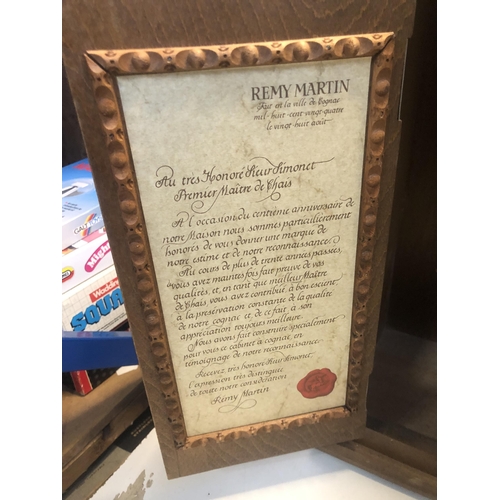 REMY MARTIN
Fait est la ville de Cognac
mil-huit-cent-vingt-quatre
le vingt-huit août
Au très Honoré Sieur Simonet
Premier Maître de Chais
A l'occasion du centième anniversaire de
notre Maison nous sommes particulièrement
honorés de vous donner une marque de
notre estime et de notre reconnaissance.
Au cours de plus de trente années passées,
vous avez maintes fois fait preuve de vos
qualités, et, en tant que meilleur Maître
de Chais, vous avez contribué à bon escient,
à la préservation constante de la qualité
de notre cognac et de ce fait à son
appréciation toujours meilleure.
Nous avons fait construire spécialement
pour vous ce cabinet à cognac, en
témoignage de notre reconnaissance.
Recevez très honoré Sieur Simonet
l'expression très distinguée
de toute notre considération
Rémy Martin
Waddin
SQUA